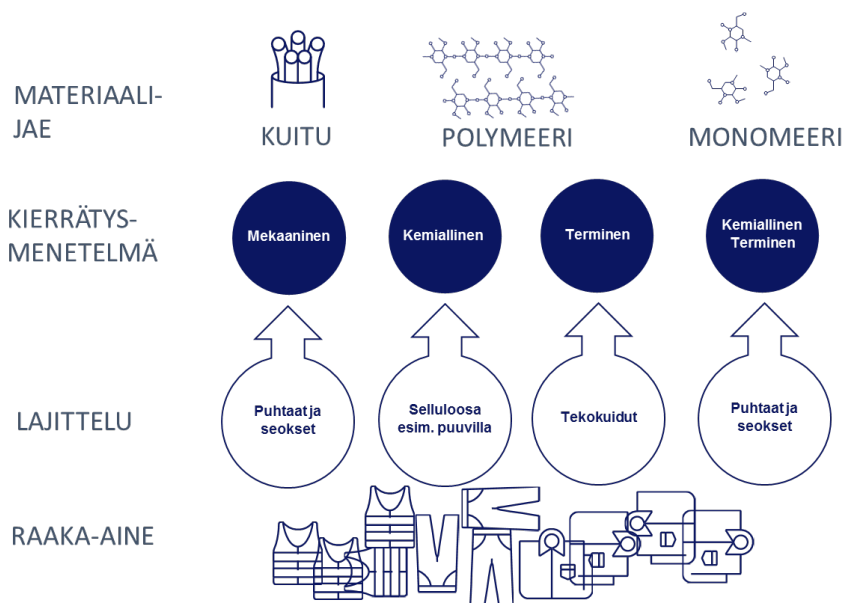 MATERIAALI-
JAE
KUITU
POLYMEERI
MONOMEERI
KIERRÄTYS-
MENETELMÄ
Mekaaninen
Kemiallinen
Terminen
Kemiallinen
Terminen
LAJITTELU
Puhtaat ja
seokset
Selluloosa
esim. puuvilla
Tekokuidut
Puhtaat ja
seokset
RAAKA-AINE